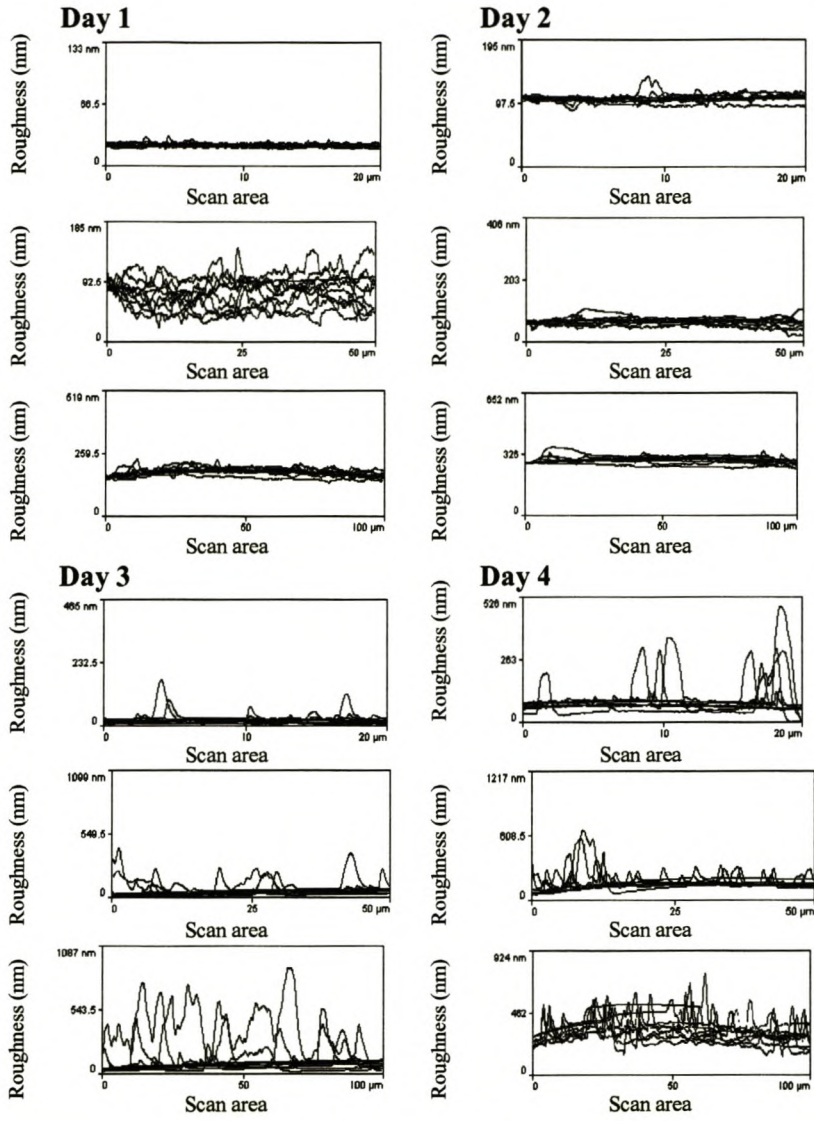 Day 1
Roughness (nm)
133 nm
66.5
0
0
10
20 µm
Scan area
Roughness (nm)
185 nm
92.5
0
0
25
50 µm
Scan area
Roughness (nm)
519 nm
259.5
0
0
50
100 µm
Scan area
Day 2
Roughness (nm)
195 nm
97.5
0
0
10
20 µm
Scan area
Roughness (nm)
406 nm
203
0
0
25
50 µm
Scan area
Roughness (nm)
652 nm
326
0
0
50
100 µm
Scan area
Day 3
Roughness (nm)
465 nm
232.5
0
0
10
20 µm
Scan area
Roughness (nm)
1099 nm
549.5
0
0
25
50 µm
Scan area
Roughness (nm)
1087 nm
543.5
0
0
50
100 µm
Scan area
Day 4
Roughness (nm)
526 nm
263
0
0
10
20 µm
Scan area
Roughness (nm)
1217 nm
608.5
0
0
25
50 µm
Scan area
Roughness (nm)
924 nm
462
0
0
50
100 µm
Scan area